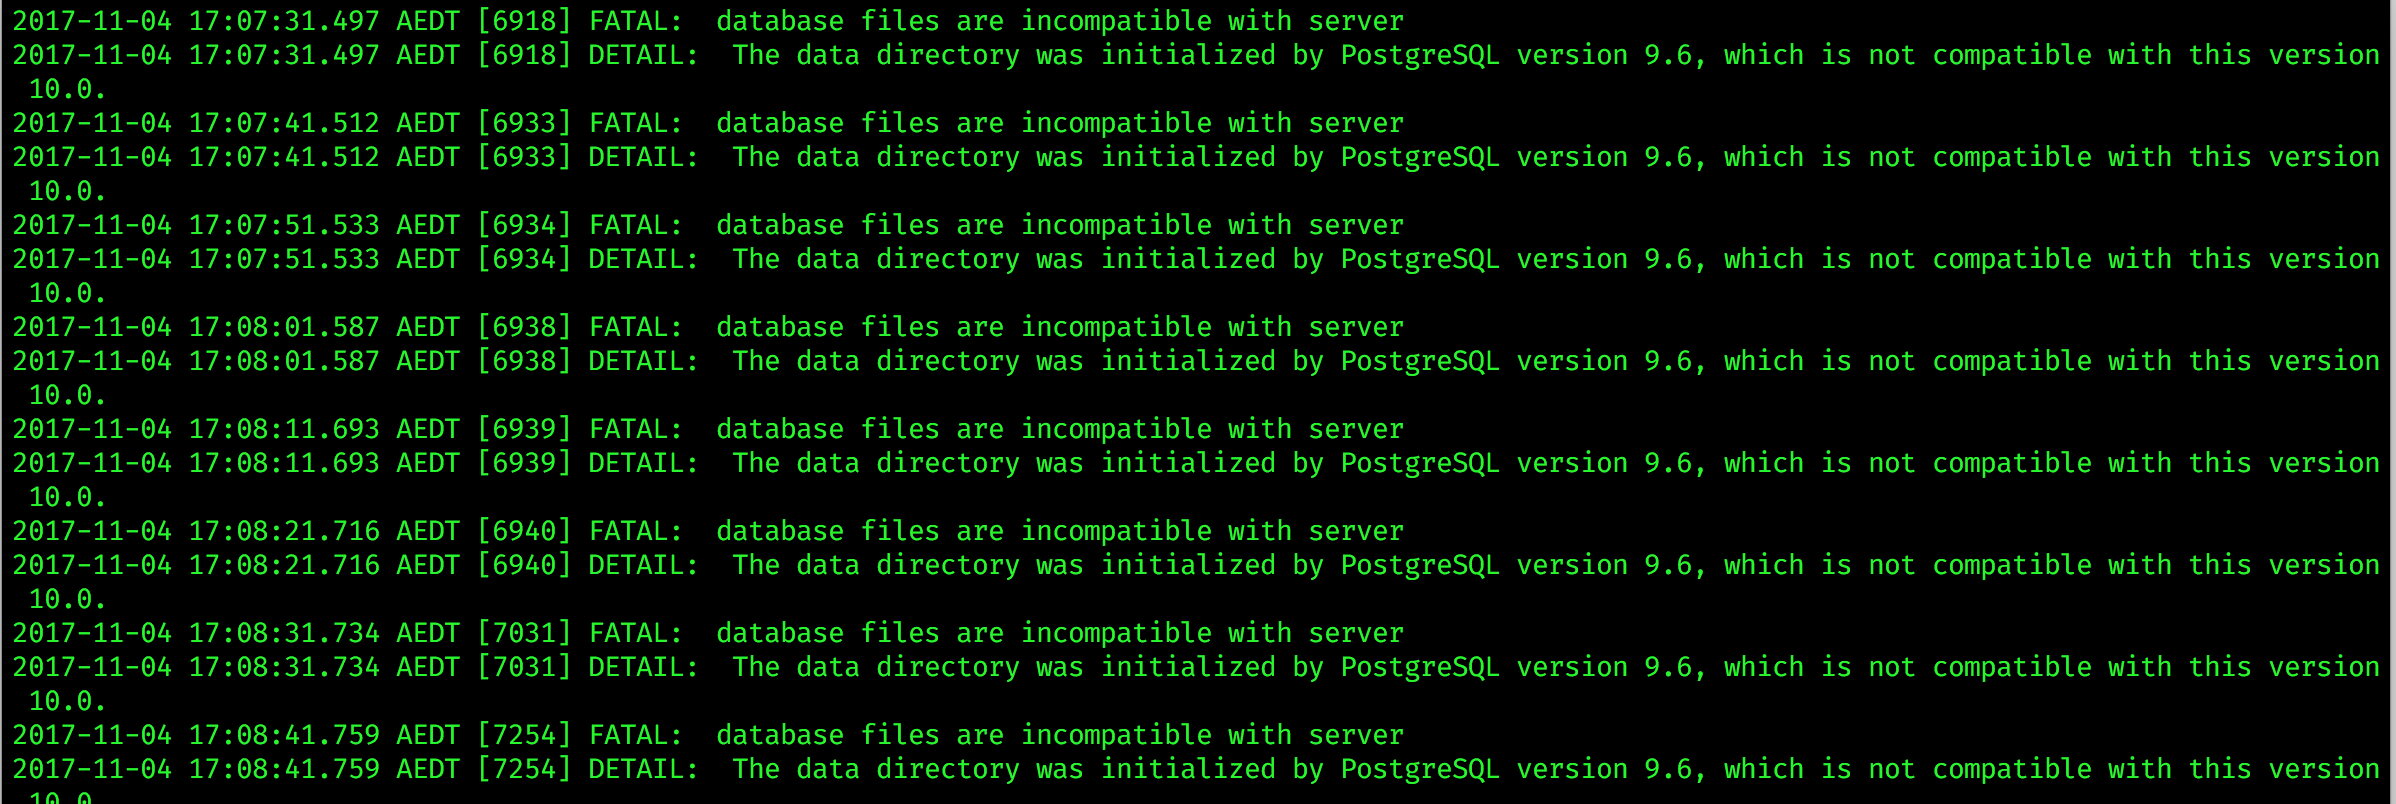 2017-11-04 17:07:31.497 AEDT [6918] FATAL:  database files are incompatible with server
2017-11-04 17:07:31.497 AEDT [6918] DETAIL:  The data directory was initialized by PostgreSQL version 9.6, which is not compatible with this version
10.0.
2017-11-04 17:07:41.512 AEDT [6933] FATAL:  database files are incompatible with server
2017-11-04 17:07:41.512 AEDT [6933] DETAIL:  The data directory was initialized by PostgreSQL version 9.6, which is not compatible with this version
10.0.
2017-11-04 17:07:51.533 AEDT [6934] FATAL:  database files are incompatible with server
2017-11-04 17:07:51.533 AEDT [6934] DETAIL:  The data directory was initialized by PostgreSQL version 9.6, which is not compatible with this version
10.0.
2017-11-04 17:08:01.587 AEDT [6938] FATAL:  database files are incompatible with server
2017-11-04 17:08:01.587 AEDT [6938] DETAIL:  The data directory was initialized by PostgreSQL version 9.6, which is not compatible with this version
10.0.
2017-11-04 17:08:11.693 AEDT [6939] FATAL:  database files are incompatible with server
2017-11-04 17:08:11.693 AEDT [6939] DETAIL:  The data directory was initialized by PostgreSQL version 9.6, which is not compatible with this version
10.0.
2017-11-04 17:08:21.716 AEDT [6940] FATAL:  database files are incompatible with server
2017-11-04 17:08:21.716 AEDT [6940] DETAIL:  The data directory was initialized by PostgreSQL version 9.6, which is not compatible with this version
10.0.
2017-11-04 17:08:31.734 AEDT [7031] FATAL:  database files are incompatible with server
2017-11-04 17:08:31.734 AEDT [7031] DETAIL:  The data directory was initialized by PostgreSQL version 9.6, which is not compatible with this version
10.0.
2017-11-04 17:08:41.759 AEDT [7254] FATAL:  database files are incompatible with server
2017-11-04 17:08:41.759 AEDT [7254] DETAIL:  The data directory was initialized by PostgreSQL version 9.6, which is not compatible with this version
10.0